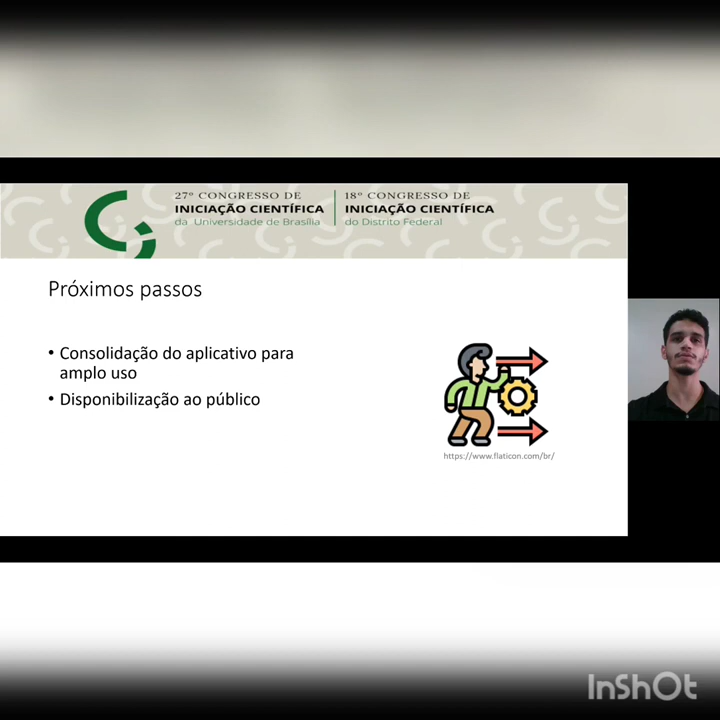 27º CONGRESSO DE
INICIAÇÃO CIENTÍFICA
da Universidade de Brasília
18º CONGRESSO DE
INICIAÇÃO CIENTÍFICA
do Distrito Federal
Próximos passos
• Consolidação do aplicativo para
amplo uso
• Disponibilização ao público
https://www.flaticon.com/br/
InShOt